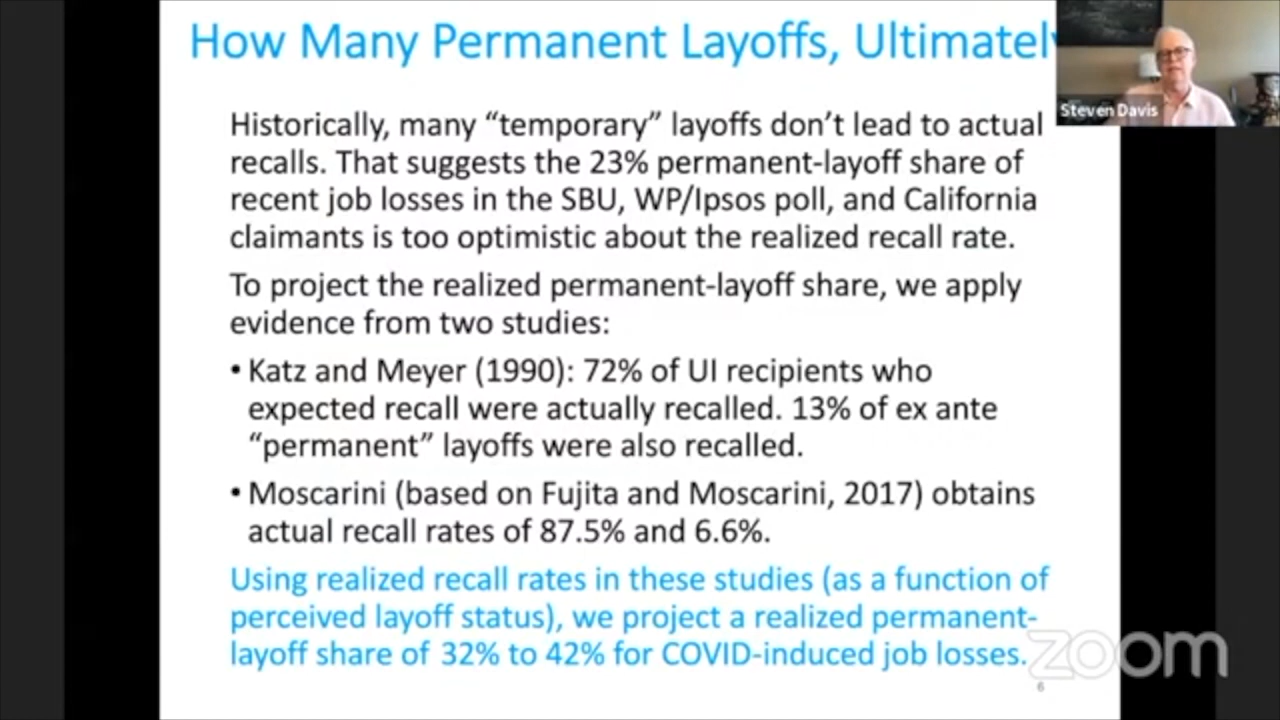 How Many Permanent Layoffs, Ultimately
Steven Davis
Historically, many “temporary” layoffs don’t lead to actual
recalls. That suggests the 23% permanent-layoff share of
recent job losses in the SBU, WP/Ipsos poll, and California
claimants is too optimistic about the realized recall rate.
To project the realized permanent-layoff share, we apply
evidence from two studies:
• Katz and Meyer (1990): 72% of UI recipients who
expected recall were actually recalled. 13% of ex ante
“permanent” layoffs were also recalled.
• Moscarini (based on Fujita and Moscarini, 2017) obtains
actual recall rates of 87.5% and 6.6%.
Using realized recall rates in these studies (as a function of
perceived layoff status), we project a realized permanent-
layoff share of 32% to 42% for COVID-induced job losses.
zoom
6